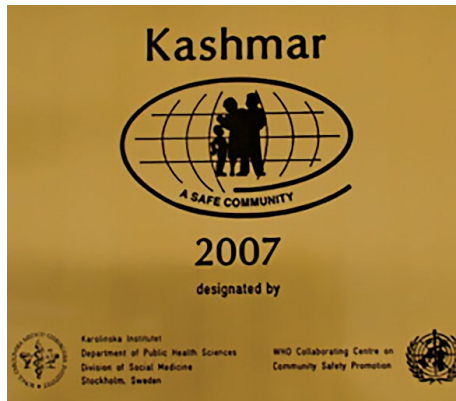 Kashmar
A SAFE COMMUNITY
2007
designated by
Karolinska Institutet
Department of Public Health Sciences
Division of Social Medicine
Stockholm, Sweden
WHO Collaborating Centre on
Community Safety Promotion